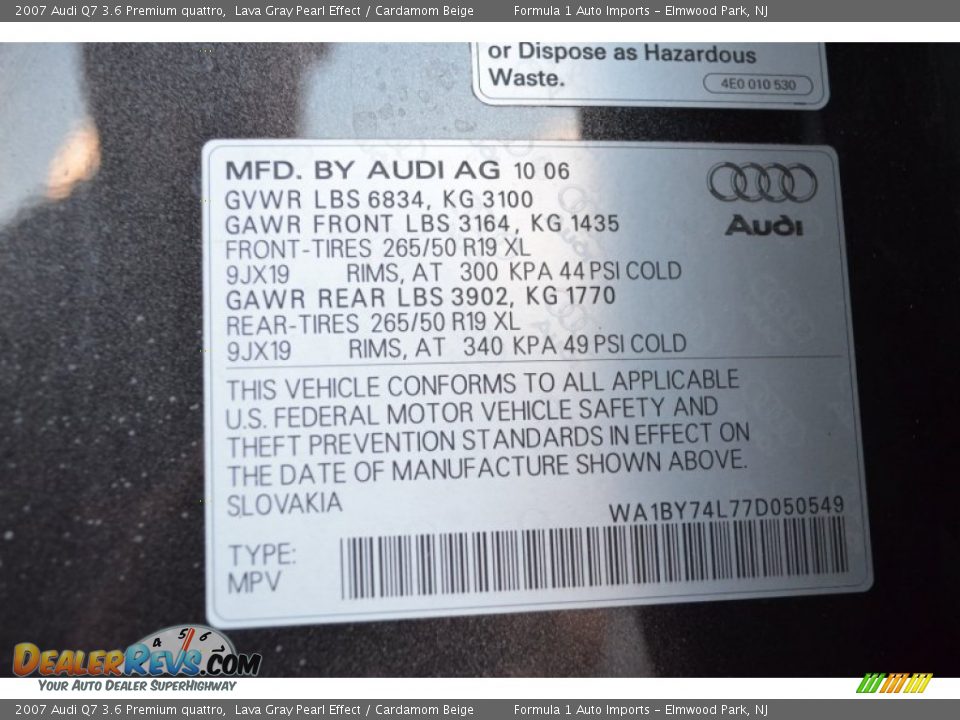 2007 Audi Q7 3.6 Premium quattro, Lava Gray Pearl Effect / Cardamom Beige Formula 1 Auto Imports - Elmwood Park, NJ
or Dispose as Hazardous
Waste.
4E0 010 530
MFD. BY AUDI AG 10 06
GVWR LBS 6834, KG 3100
GAWR FRONT LBS 3164, KG 1435
FRONT-TIRES 265/50 R19 XL
9JX19 RIMS, AT 300 KPA 44 PSI COLD
GAWR REAR LBS 3902, KG 1770
REAR-TIRES 265/50 R19 XL
9JX19 RIMS, AT 340 KPA 49 PSI COLD
Audi
THIS VEHICLE CONFORMS TO ALL APPLICABLE
U.S. FEDERAL MOTOR VEHICLE SAFETY AND
THEFT PREVENTION STANDARDS IN EFFECT ON
THE DATE OF MANUFACTURE SHOWN ABOVE.
SLOVAKIA
WA1BY74L77D050549
TYPE:
MPV
4 5 6
DEALERREVS.COM
YOUR AUTO DEALER SUPERHIGHWAY
2007 Audi Q7 3.6 Premium quattro, Lava Gray Pearl Effect / Cardamom Beige Formula 1 Auto Imports - Elmwood Park, NJ